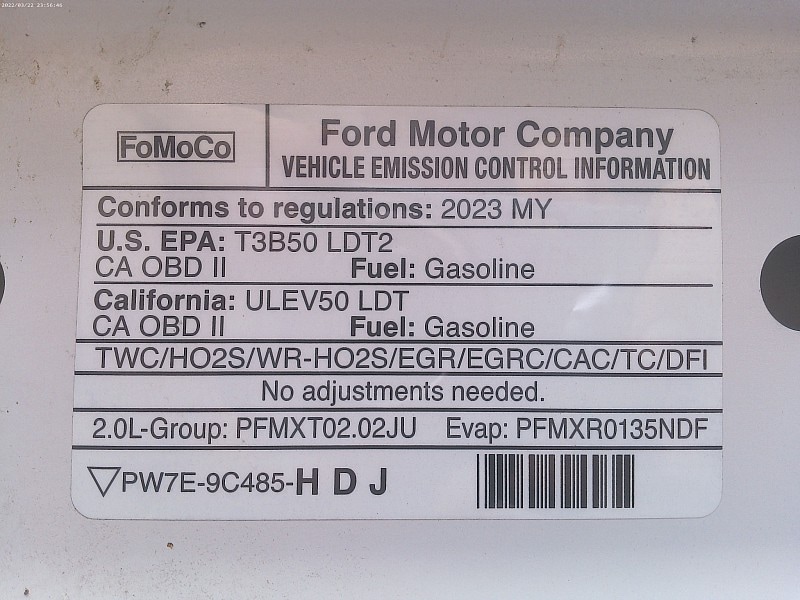 2022/03/22 23:56:46
FoMoCo
Ford Motor Company
VEHICLE EMISSION CONTROL INFORMATION
Conforms to regulations: 2023 MY
U.S. EPA: T3B50 LDT2
CA OBD II Fuel: Gasoline
California: ULEV50 LDT
CA OBD II Fuel: Gasoline
TWC/HO2S/WR-HO2S/EGR/EGRC/CAC/TC/DFI
No adjustments needed.
2.0L-Group: PFMXT02.02JU Evap: PFMXR0135NDF
PW7E-9C485-H D J